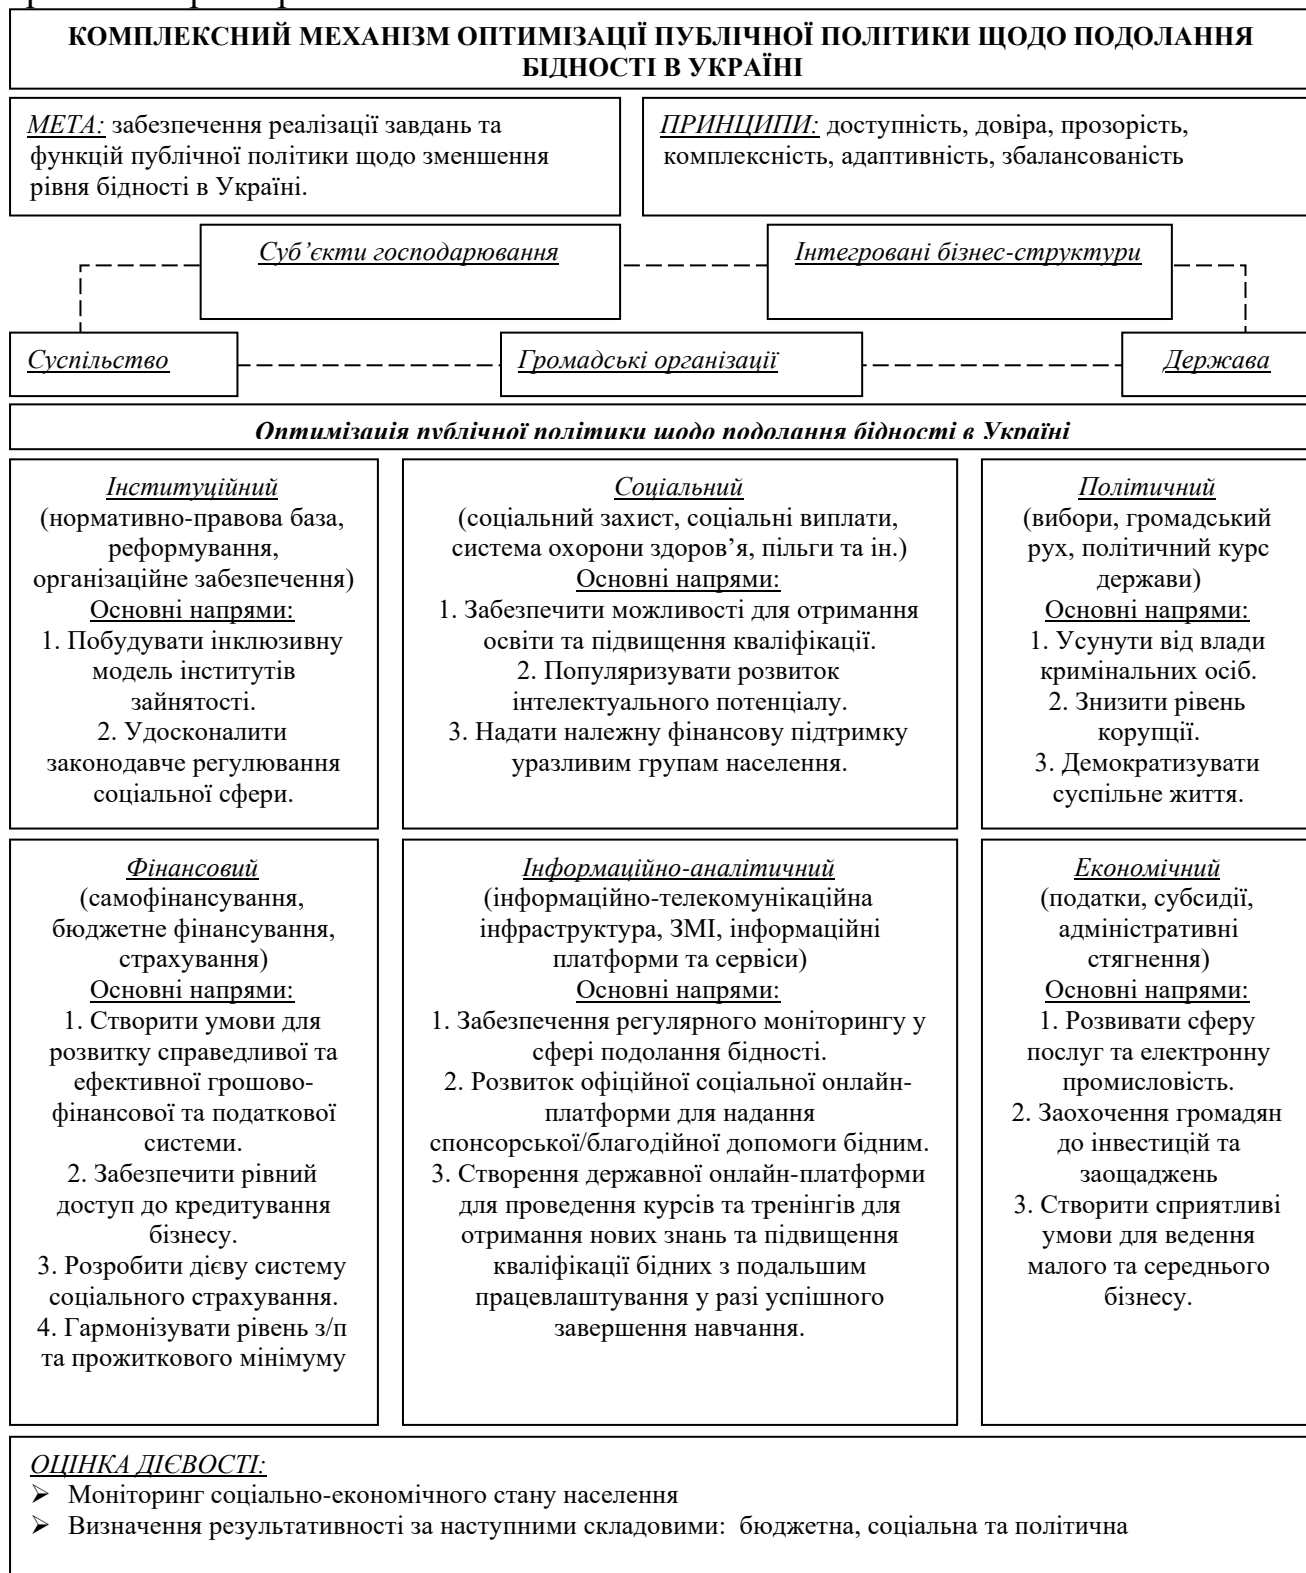 КОМПЛЕКСНИЙ МЕХАНІЗМ ОПТИМІЗАЦІЇ ПУБЛІЧНОЇ ПОЛІТИКИ ЩОДО ПОДОЛАННЯ
БІДНОСТІ В УКРАЇНІ
МЕТА: забезпечення реалізації завдань та
функцій публічної політики щодо зменшення
рівня бідності в Україні.
ПРИНЦИПИ: доступність, довіра, прозорість,
комплексність, адаптивність, збалансованість
Суб’єкти господарювання
Інтегровані бізнес-структури
Суспільство
Громадські організації
Держава
Оптимізація публічної політики щодо подолання бідності в Україні
Інституційний
(нормативно-правова база,
реформування,
організаційне забезпечення)
Основні напрями:
1. Побудувати інклюзивну
модель інститутів
зайнятості.
2. Удосконалити
законодавче регулювання
соціальної сфери.
Соціальний
(соціальний захист, соціальні виплати,
система охорони здоров’я, пільги та ін.)
Основні напрями:
1. Забезпечити можливості для отримання
освіти та підвищення кваліфікації.
2. Популяризувати розвиток
інтелектуального потенціалу.
3. Надати належну фінансову підтримку
уразливим групам населення.
Політичний
(вибори, громадський
рух, політичний курс
держави)
Основні напрями:
1. Усунути від влади
кримінальних осіб.
2. Знизити рівень
корупції.
3. Демократизувати
суспільне життя.
Фінансовий
(самофінансування,
бюджетне фінансування,
страхування)
Основні напрями:
1. Створити умови для
розвитку справедливої та
ефективної грошово-
фінансової та податкової
системи.
2. Забезпечити рівний
доступ до кредитування
бізнесу.
3. Розробити дієву систему
соціального страхування.
4. Гармонізувати рівень з/п
та прожиткового мінімуму
Інформаційно-аналітичний
(інформаційно-телекомунікаційна
інфраструктура, ЗМІ, інформаційні
платформи та сервіси)
Основні напрями:
1. Забезпечення регулярного моніторингу у
сфері подолання бідності.
2. Розвиток офіційної соціальної онлайн-
платформи для надання
спонсорської/благодійної допомоги бідним.
3. Створення державної онлайн-платформи
для проведення курсів та тренінгів для
отримання нових знань та підвищення
кваліфікації бідних з подальшим
працевлаштування у разі успішного
завершення навчання.
Економічний
(податки, субсидії,
адміністративні
стягнення)
Основні напрями:
1. Розвивати сферу
послуг та електронну
промисловість.
2. Заохочення громадян
до інвестицій та
заощаджень
3. Створити сприятливі
умови для ведення
малого та середнього
бізнесу.
ОЦІНКА ДІЄВОСТІ:
➢ Моніторинг соціально-економічного стану населення
➢ Визначення результативності за наступними складовими: бюджетна, соціальна та політична